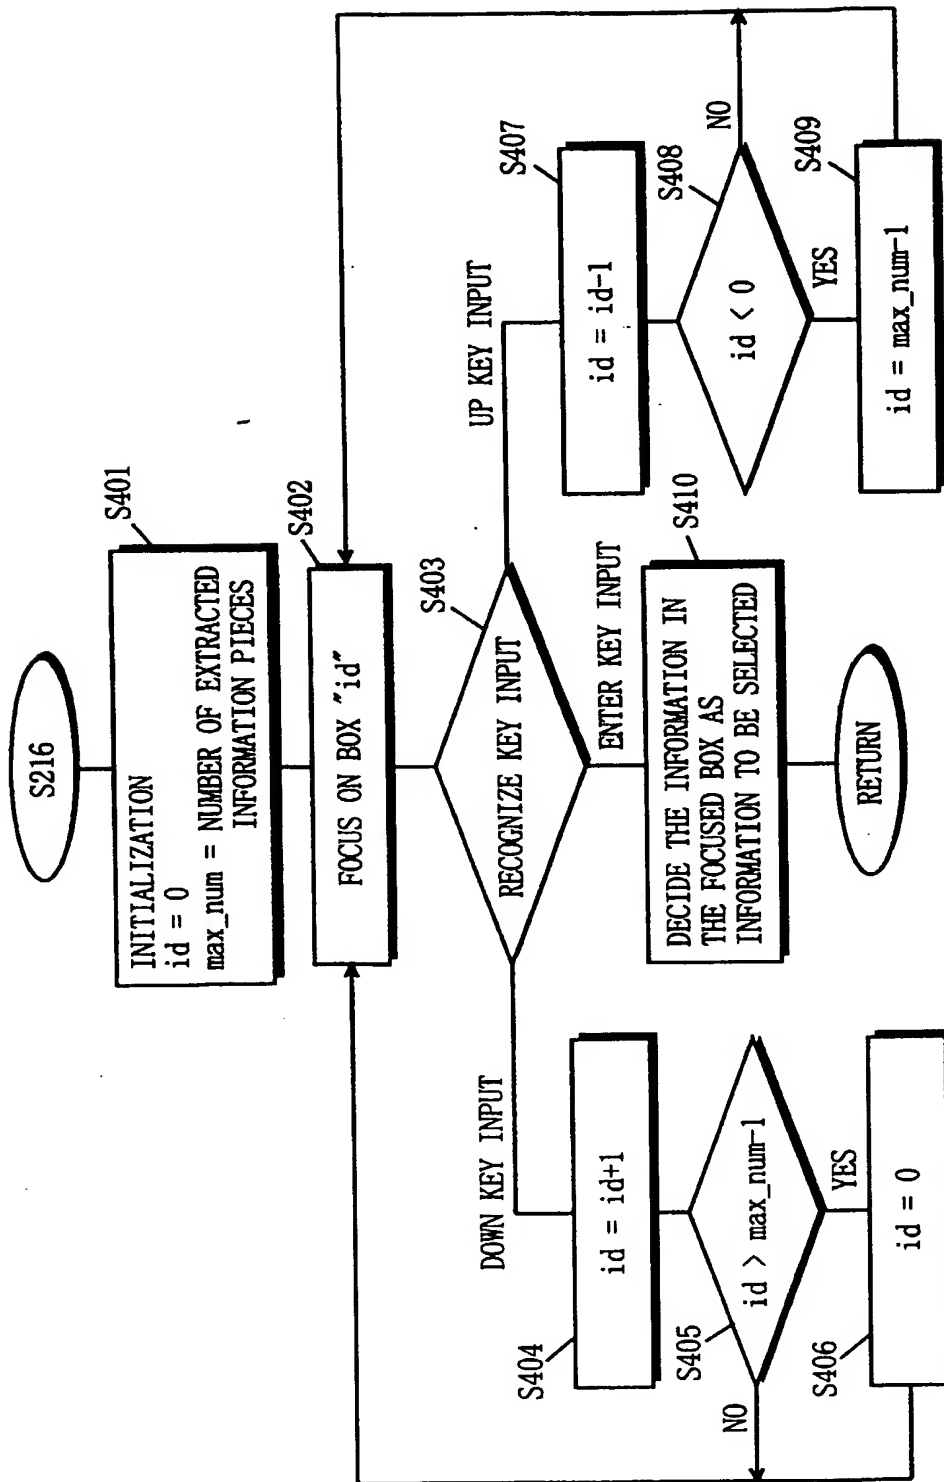 S216
S401
INITIALIZATION
id = 0
max_num = NUMBER OF EXTRACTED
INFORMATION PIECES
S402
FOCUS ON BOX "id"
S403
RECOGNIZE KEY INPUT
DOWN KEY INPUT
ENTER KEY INPUT
UP KEY INPUT
S404
id = id+1
S405
id > max_num-1
NO
YES
S406
id = 0
S410
DECIDE THE INFORMATION IN
THE FOCUSED BOX AS
INFORMATION TO BE SELECTED
RETURN
S407
id = id-1
S408
id < 0
NO
YES
S409
id = max_num-1